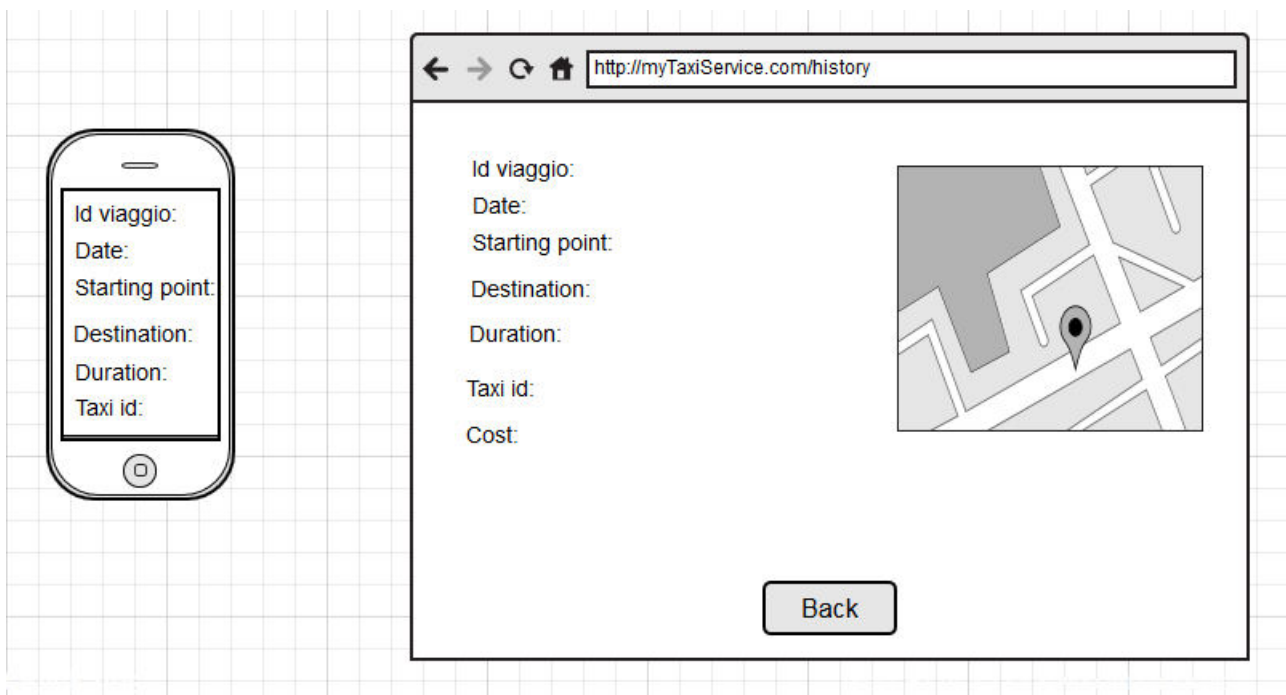 Id viaggio:
Date:
Starting point:
Destination:
Duration:
Taxi id:
http://myTaxiService.com/history
Id viaggio:
Date:
Starting point:
Destination:
Duration:
Taxi id:
Cost:
Back